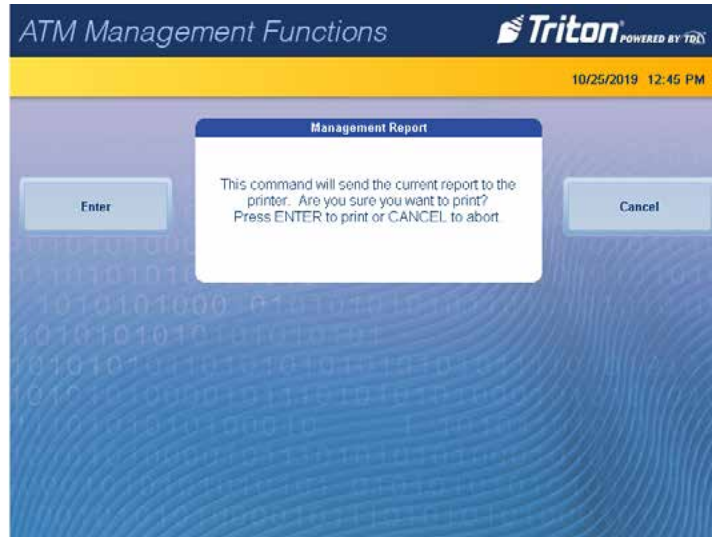 ATM Management Functions
Triton POWERED BY TDL
10/25/2019 12:45 PM
Management Report
This command will send the current report to the
printer. Are you sure you want to print?
Press ENTER to print or CANCEL to abort
Enter
Cancel